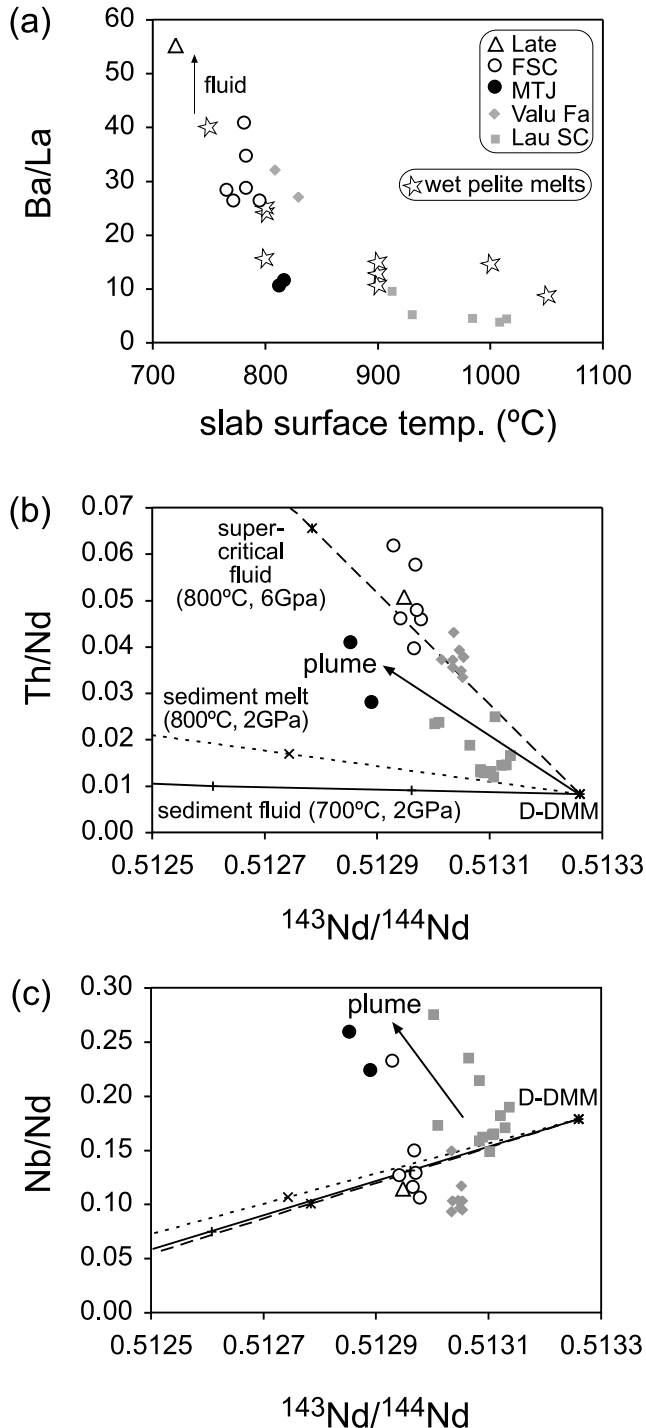 (a)
60
50
40
30
20
10
0
Ba/La
fluid
Late
FSC
MTJ
Valu Fa
Lau SC
wet pelite melts
700 800 900 1000 1100
slab surface temp. (ºC)
(b)
0.07
0.06
0.05
0.04
0.03
0.02
0.01
0.00
Th/Nd
super-
critical
fluid
(800ºC, 6Gpa)
plume
sediment melt
(800ºC, 2GPa)
sediment fluid (700ºC, 2GPa)
D-DMM
0.5125 0.5127 0.5129 0.5131 0.5133
143Nd/144Nd
(c)
0.30
0.25
0.20
0.15
0.10
0.05
0.00
Nb/Nd
plume
D-DMM
0.5125 0.5127 0.5129 0.5131 0.5133
143Nd/144Nd